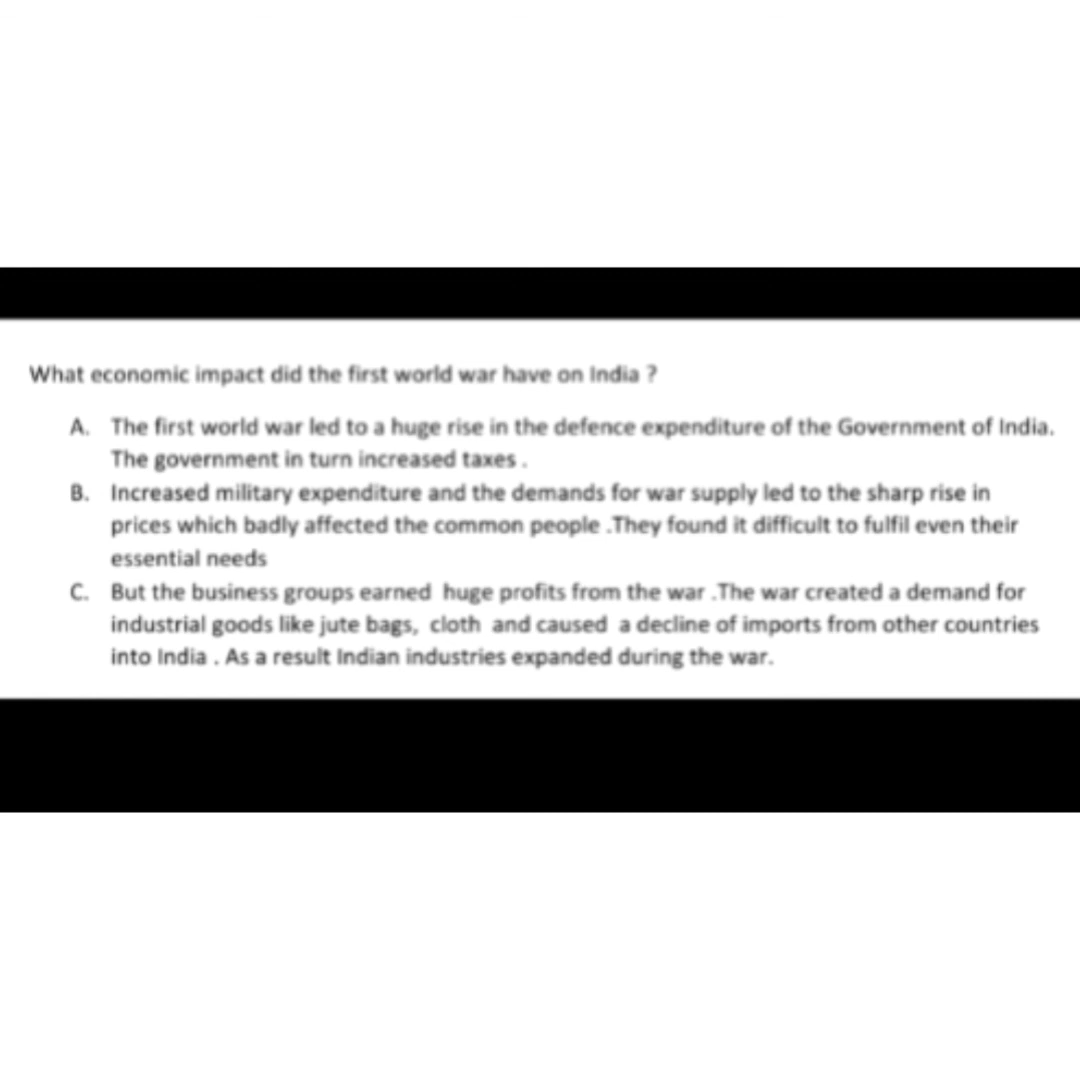 What economic impact did the first world war have on India ?
A. The first world war led to a huge rise in the defence expenditure of the Government of India.
The government in turn increased taxes .
B. Increased military expenditure and the demands for war supply led to the sharp rise in
prices which badly affected the common people .They found it difficult to fulfil even their
essential needs
C. But the business groups earned huge profits from the war .The war created a demand for
industrial goods like jute bags, cloth and caused a decline of imports from other countries
into India . As a result Indian industries expanded during the war.